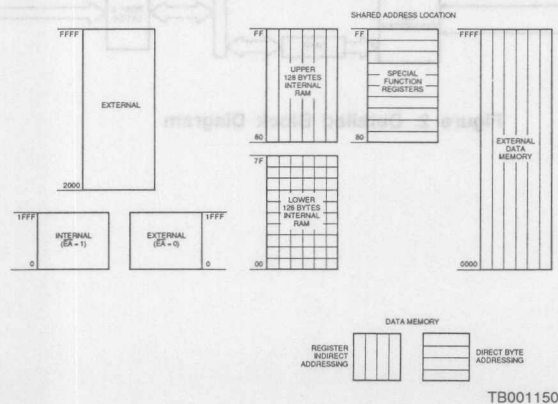 SHARED ADDRESS LOCATION
FFFF
EXTERNAL
2000
1FFF
INTERNAL
(E̅A̅ = 1)
0
EXTERNAL
(E̅A̅ = 0)
1FFF
0
FF
UPPER
128 BYTES
INTERNAL
RAM
80
7F
LOWER
128 BYTES
INTERNAL
RAM
00
FF
SPECIAL
FUNCTION
REGISTERS
80
FFFF
EXTERNAL
DATA
MEMORY
0000
DATA MEMORY
REGISTER
INDIRECT
ADDRESSING
DIRECT BYTE
ADDRESSING
TB001150